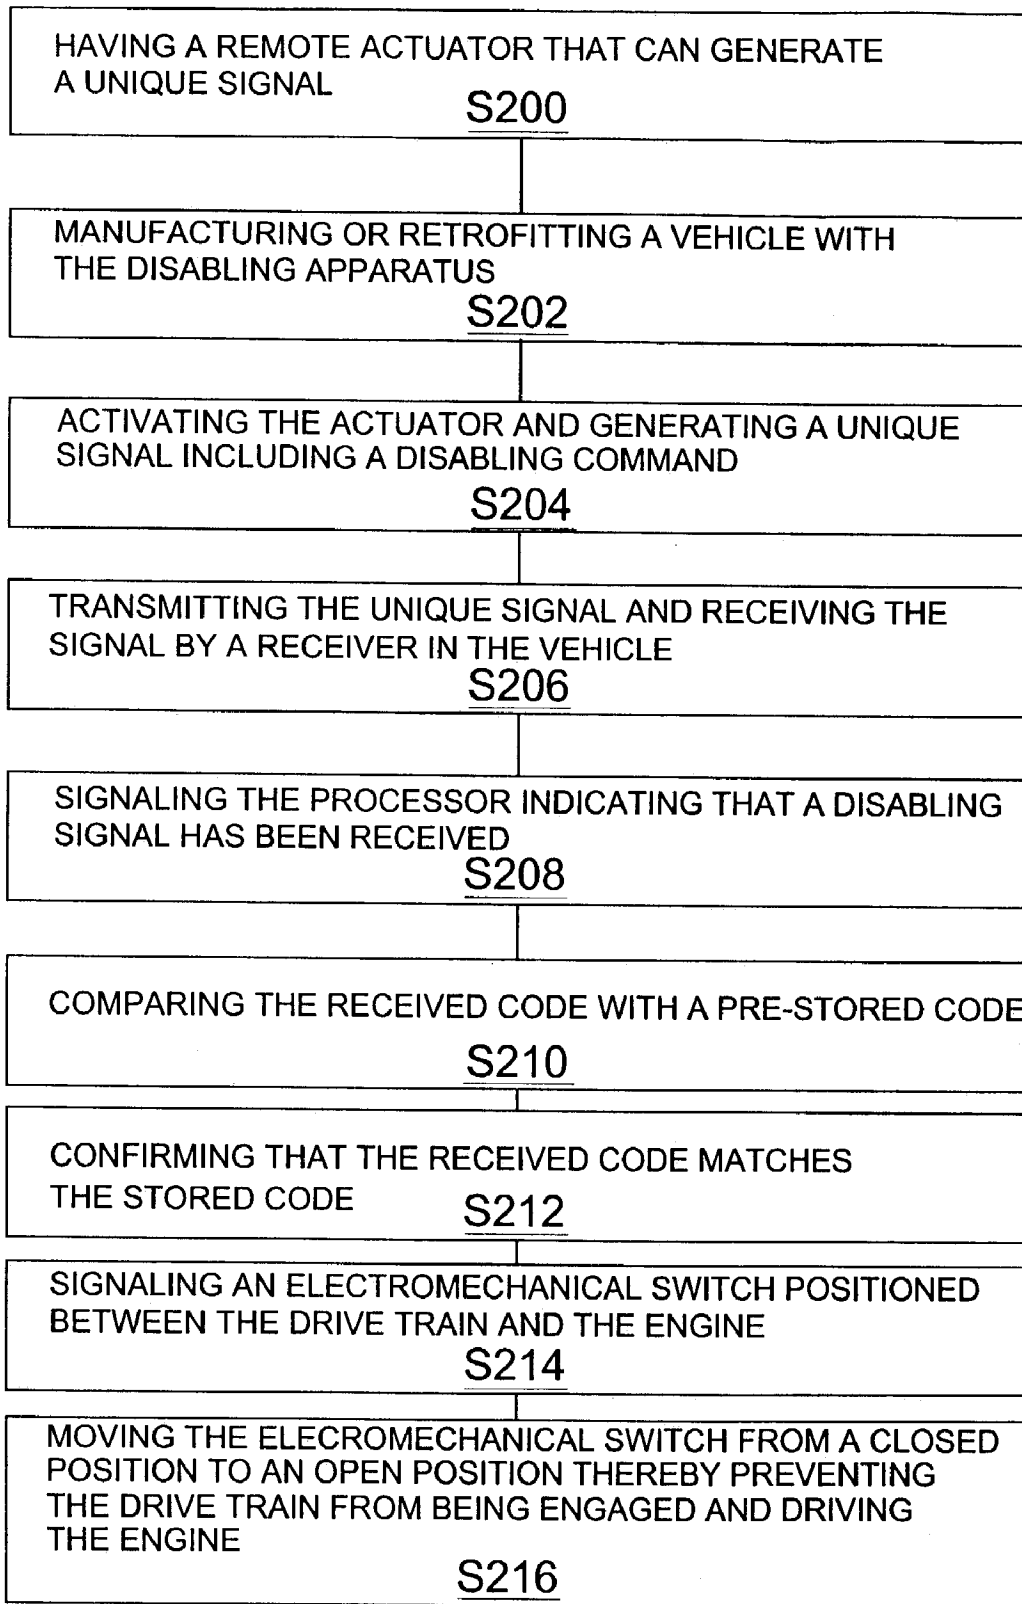 HAVING A REMOTE ACTUATOR THAT CAN GENERATE
A UNIQUE SIGNAL
S200
MANUFACTURING OR RETROFITTING A VEHICLE WITH
THE DISABLING APPARATUS
S202
ACTIVATING THE ACTUATOR AND GENERATING A UNIQUE
SIGNAL INCLUDING A DISABLING COMMAND
S204
TRANSMITTING THE UNIQUE SIGNAL AND RECEIVING THE
SIGNAL BY A RECEIVER IN THE VEHICLE
S206
SIGNALING THE PROCESSOR INDICATING THAT A DISABLING
SIGNAL HAS BEEN RECEIVED
S208
COMPARING THE RECEIVED CODE WITH A PRE-STORED CODE
S210
CONFIRMING THAT THE RECEIVED CODE MATCHES
THE STORED CODE
S212
SIGNALING AN ELECTROMECHANICAL SWITCH POSITIONED
BETWEEN THE DRIVE TRAIN AND THE ENGINE
S214
MOVING THE ELECROMECHANICAL SWITCH FROM A CLOSED
POSITION TO AN OPEN POSITION THEREBY PREVENTING
THE DRIVE TRAIN FROM BEING ENGAGED AND DRIVING
THE ENGINE
S216